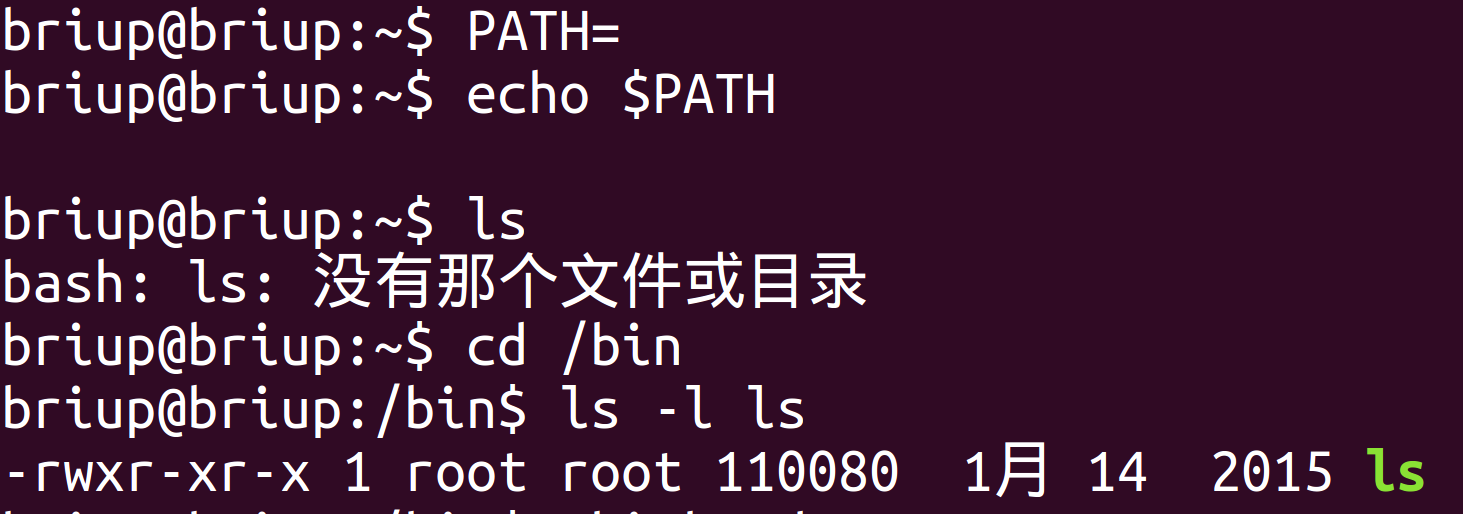 briup@briup:~$ PATH=
briup@briup:~$ echo $PATH
briup@briup:~$ ls
bash: ls: 没有那个文件或目录
briup@briup:~$ cd /bin
briup@briup:/bin$ ls -l ls
-rwxr-xr-x 1 root root 110080  1月 14  2015 ls